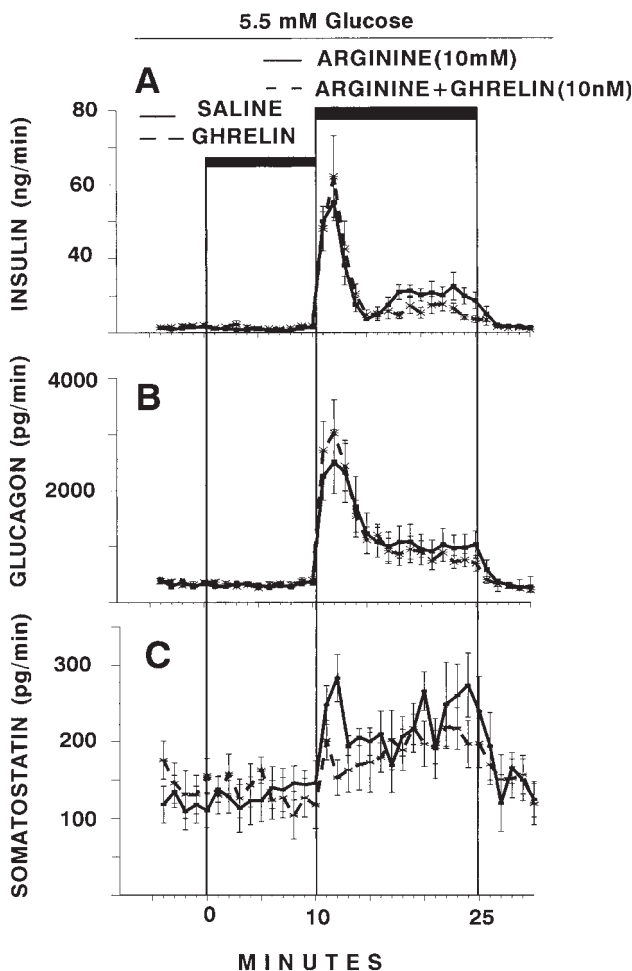 5.5 mM Glucose
A
ARGININE(10mM)
ARGININE+GHRELIN(10nM)
SALINE
GHRELIN
INSULIN (ng/min)
80
60
40
B
GLUCAGON (pg/min)
4000
2000
C
SOMATOSTATIN (pg/min)
300
200
100
0 10 25
MINUTES